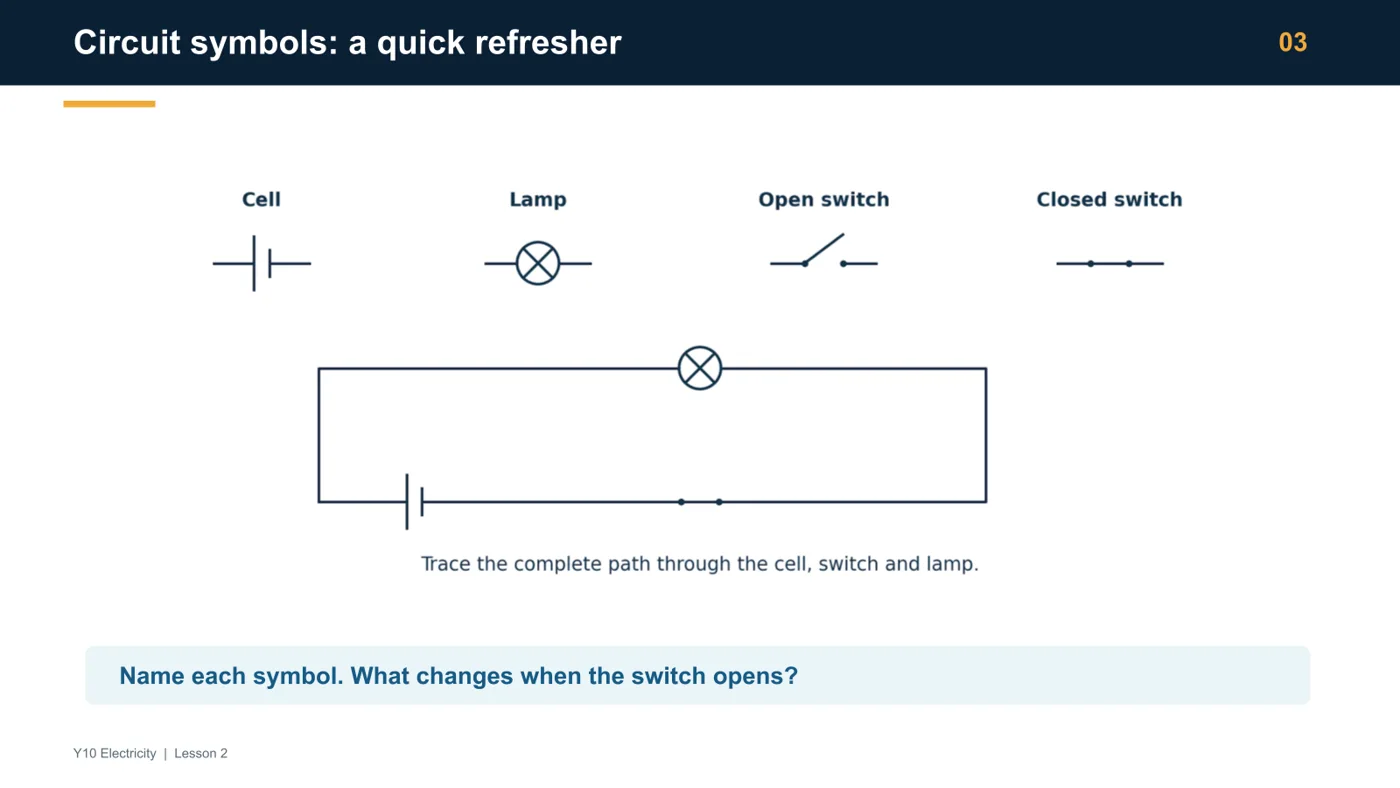 Circuit symbols: a quick refresher
03
Cell
Lamp
Open switch
Closed switch
Trace the complete path through the cell, switch and lamp.
Name each symbol. What changes when the switch opens?
Y10 Electricity | Lesson 2